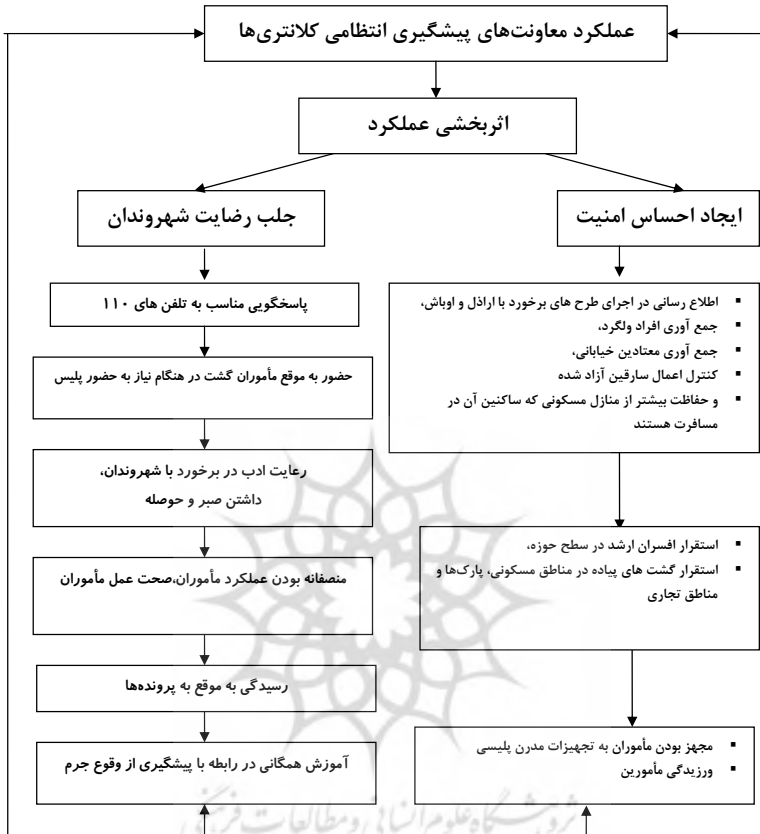 عملکرد معاونت‌های پیشگیری انتظامی کلانتری‌ها
اثربخشی عملکرد
ایجاد احساس امنیت
▪ اطلاع رسانی در اجرای طرح های برخورد با اراذل و اوباش،
▪ جمع آوری افراد ولگرد،
▪ جمع آوری معتادین خیابانی،
▪ کنترل اعمال سارقین آزاد شده
▪ و حفاظت بیشتر از منازل مسکونی که ساکنین آن در
مسافرت هستند
▪ استقرار افسران ارشد در سطح حوزه،
▪ استقرار گشت های پیاده در مناطق مسکونی، پارک‌ها و
مناطق تجاری
▪ مجهز بودن مأموران به تجهیزات مدرن پلیسی
▪ ورزیدگی مأمورین
جلب رضایت شهروندان
پاسخگویی مناسب به تلفن های ۱۱۰
حضور به موقع مأموران گشت در هنگام نیاز به حضور پلیس
رعایت ادب در برخورد با شهروندان،
داشتن صبر و حوصله
منصفانه بودن عملکرد مأموران،صحت عمل مأموران
رسیدگی به موقع به پرونده‌ها
آموزش همگانی در رابطه با پیشگیری از وقوع جرم
پژوهشگاه علوم انسانی و مطالعات فرهنگی